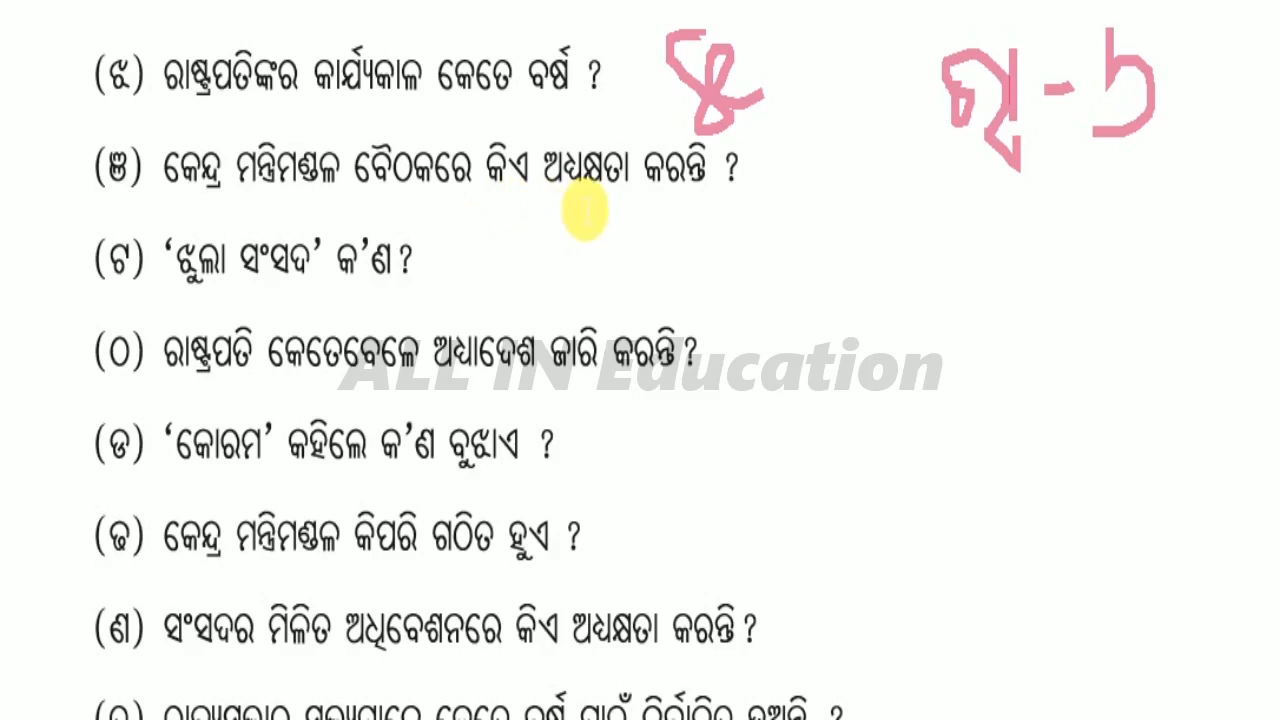 (ଝ) ରାଷ୍ଟ୍ରପତିଙ୍କର କାର୍ଯ୍ୟକାଳ କେତେ ବର୍ଷ ?
(ଞ) କେନ୍ଦ୍ର ମନ୍ତ୍ରିମଣ୍ଡଳ ବୈଠକରେ କିଏ ଅଧ୍ୟକ୍ଷତା କରନ୍ତି ?
(ଟ) ‘ଝୁଲା ସଂସଦ’ କ’ଣ ?
(ଠ) ରାଷ୍ଟ୍ରପତି କେତେବେଳେ ଅଧ୍ୟାଦେଶ ଜାରି କରନ୍ତି ?
ALL IN Education
(ଡ) ‘କୋରମ’ କହିଲେ କ’ଣ ବୁଝାଏ ?
(ଢ) କେନ୍ଦ୍ର ମନ୍ତ୍ରିମଣ୍ଡଳ କିପରି ଗଠିତ ହୁଏ ?
(ଣ) ସଂସଦର ମିଳିତ ଅଧିବେଶନରେ କିଏ ଅଧ୍ୟକ୍ଷତା କରନ୍ତି ?